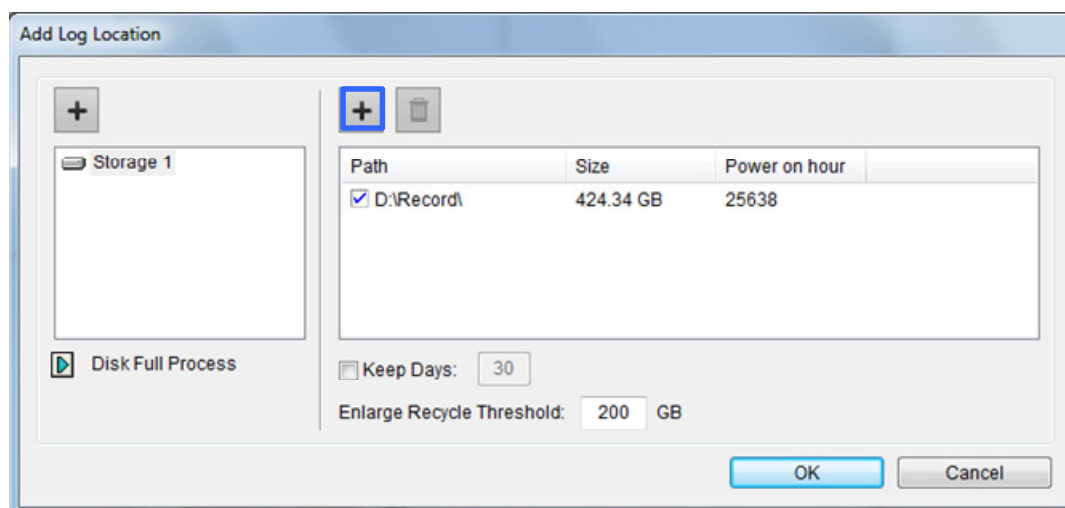 Add Log Location
Storage 1
Disk Full Process
Path Size Power on hour
D:\Record\ 424.34 GB 25638
Keep Days: 30
Enlarge Recycle Threshold: 200 GB
OK Cancel